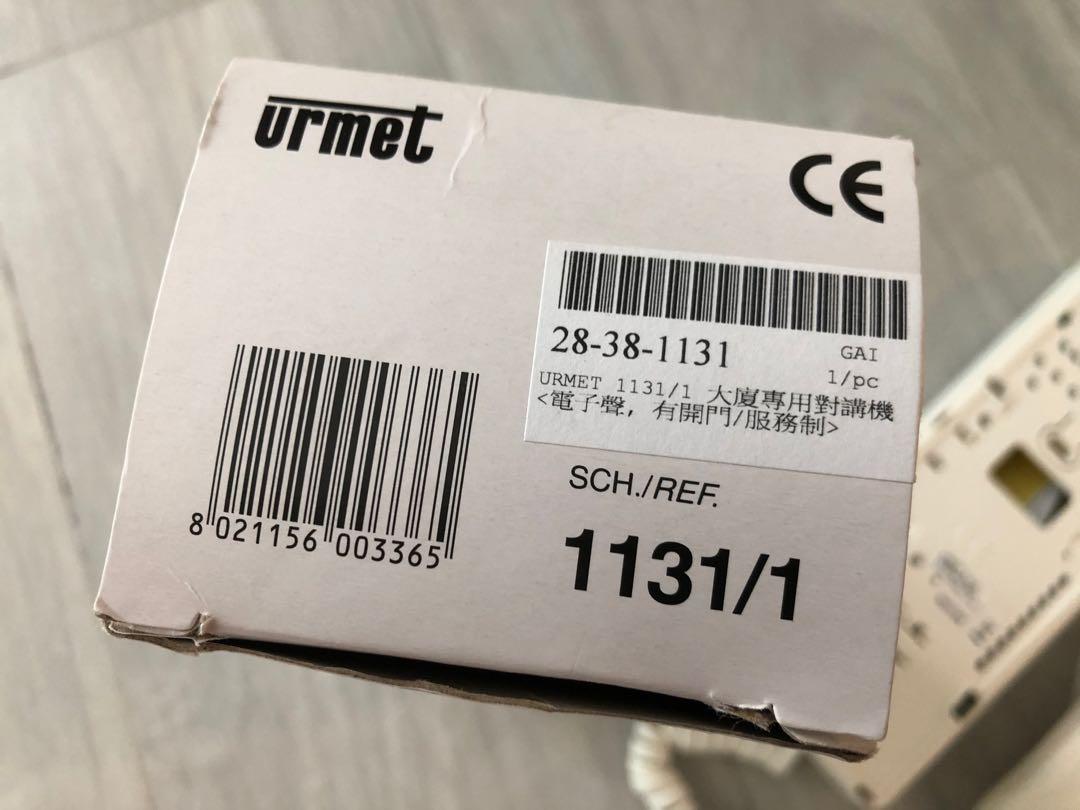 urmet
CE
28-38-1131
GAI
1/pc
URMET 1131/1 大廈專用對講機
<電子聲, 有開門/服務制>
SCH./REF.
1131/1
8 021156 003365